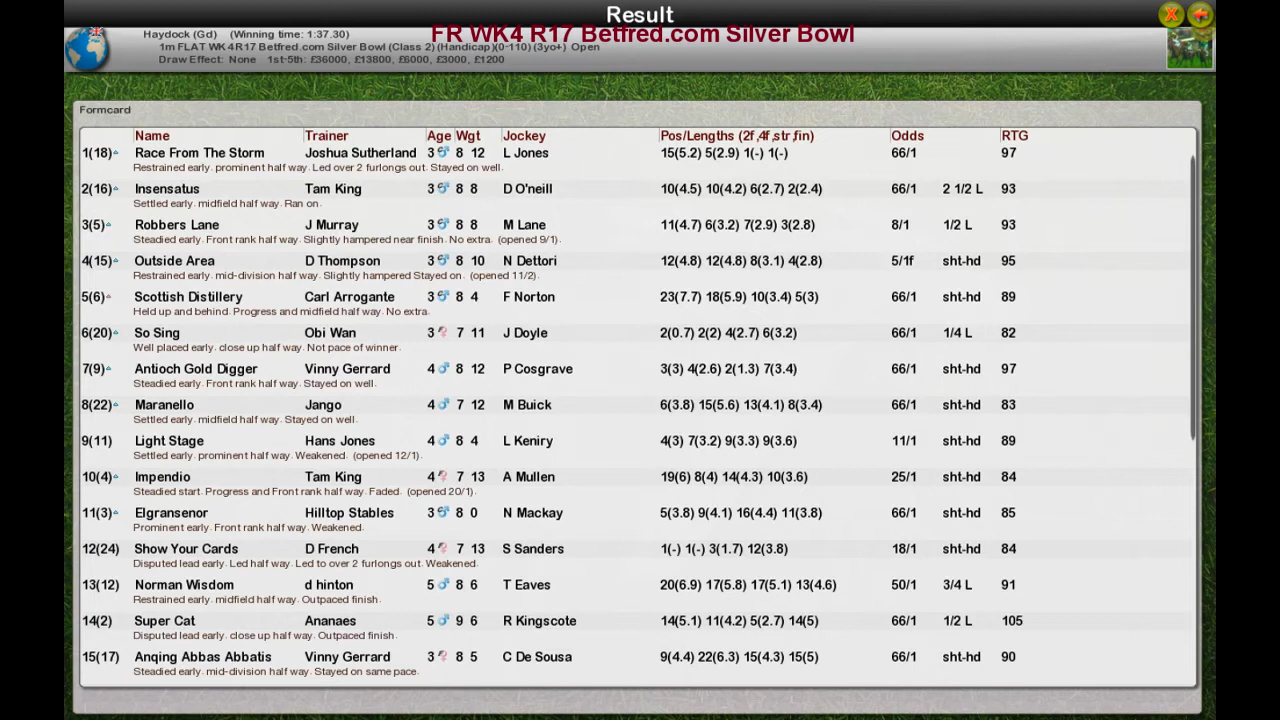 Result
FR WK4 R17 Betfred.com Silver Bowl
Haydock (Gd) (Winning time: 1:37.30)
1m FLAT WK4R17 Betfred.com Silver Bowl (Class 2) (Handicap)(0-110) (3yo+) Open
Draw Effect: None 1st-5th: £36000, £13800, £6000, £3000, £1200
Formcard
Name Trainer Age Wgt Jockey Pos/Lengths (2f,4f,str,fin) Odds RTG
1(18) Race From The Storm Joshua Sutherland 3 8 12 L Jones 15(5.2) 5(2.9) 1(-) 1(-) 66/1 97
Restrained early. prominent half way. Led over 2 furlongs out. Stayed on well.
2(16) Insensatus Tam King 3 8 8 D O'neill 10(4.5) 10(4.2) 6(2.7) 2(2.4) 66/1 2 1/2 L 93
Settled early. midfield half way. Ran on.
3(5) Robbers Lane J Murray 3 8 8 M Lane 11(4.7) 6(3.2) 7(2.9) 3(2.8) 8/1 1/2 L 93
Steadied early. Front rank half way. Slightly hampered near finish. No extra. (opened 9/1).
4(15) Outside Area D Thompson 3 8 10 N Dettori 12(4.8) 12(4.8) 8(3.1) 4(2.8) 5/1f sht-hd 95
Restrained early. mid-division half way. Slightly hampered Stayed on. (opened 11/2).
5(6) Scottish Distillery Carl Arrogante 3 8 4 F Norton 23(7.7) 18(5.9) 10(3.4) 5(3) 66/1 sht-hd 89
Held up and behind. Progress and midfield half way. No extra.
6(20) So Sing Obi Wan 3 7 11 J Doyle 2(0.7) 2(2) 4(2.7) 6(3.2) 66/1 1/4 L 82
Well placed early. close up half way. Not pace of winner.
7(9) Antioch Gold Digger Vinny Gerrard 4 8 12 P Cosgrave 3(3) 4(2.6) 2(1.3) 7(3.4) 66/1 sht-hd 97
Steadied early. Front rank half way. Stayed on well.
8(22) Maranello Jango 4 7 12 M Buick 6(3.8) 15(5.6) 13(4.1) 8(3.4) 66/1 sht-hd 83
Settled early. midfield half way. Stayed on well.
9(11) Light Stage Hans Jones 4 8 4 L Keniry 4(3) 7(3.2) 9(3.3) 9(3.6) 11/1 sht-hd 89
Settled early. prominent half way. Weakened. (opened 12/1).
10(4) Impendio Tam King 4 7 13 A Mullen 19(6) 8(4) 14(4.3) 10(3.6) 25/1 sht-hd 84
Steadied start. Progress and Front rank half way. Faded. (opened 20/1).
11(3) Elgransenor Hilltop Stables 3 8 0 N Mackay 5(3.8) 9(4.1) 16(4.4) 11(3.8) 66/1 sht-hd 85
Prominent early. Front rank half way. Weakened.
12(24) Show Your Cards D French 4 7 13 S Sanders 1(-) 1(-) 3(1.7) 12(3.8) 18/1 sht-hd 84
Disputed lead early. Led half way. Led to over 2 furlongs out. Weakened.
13(12) Norman Wisdom d hinton 5 8 6 T Eaves 20(6.9) 17(5.8) 17(5.1) 13(4.6) 50/1 3/4 L 91
Restrained early. midfield half way. Outpaced finish.
14(2) Super Cat Ananaes 5 9 6 R Kingscote 14(5.1) 11(4.2) 5(2.7) 14(5) 66/1 1/2 L 105
Disputed lead early. close up half way. Outpaced finish.
15(17) Anqing Abbas Abbatis Vinny Gerrard 3 8 5 C De Sousa 9(4.4) 22(6.3) 15(4.3) 15(5) 66/1 sht-hd 90
Steadied early. mid-division half way. Stayed on same pace.